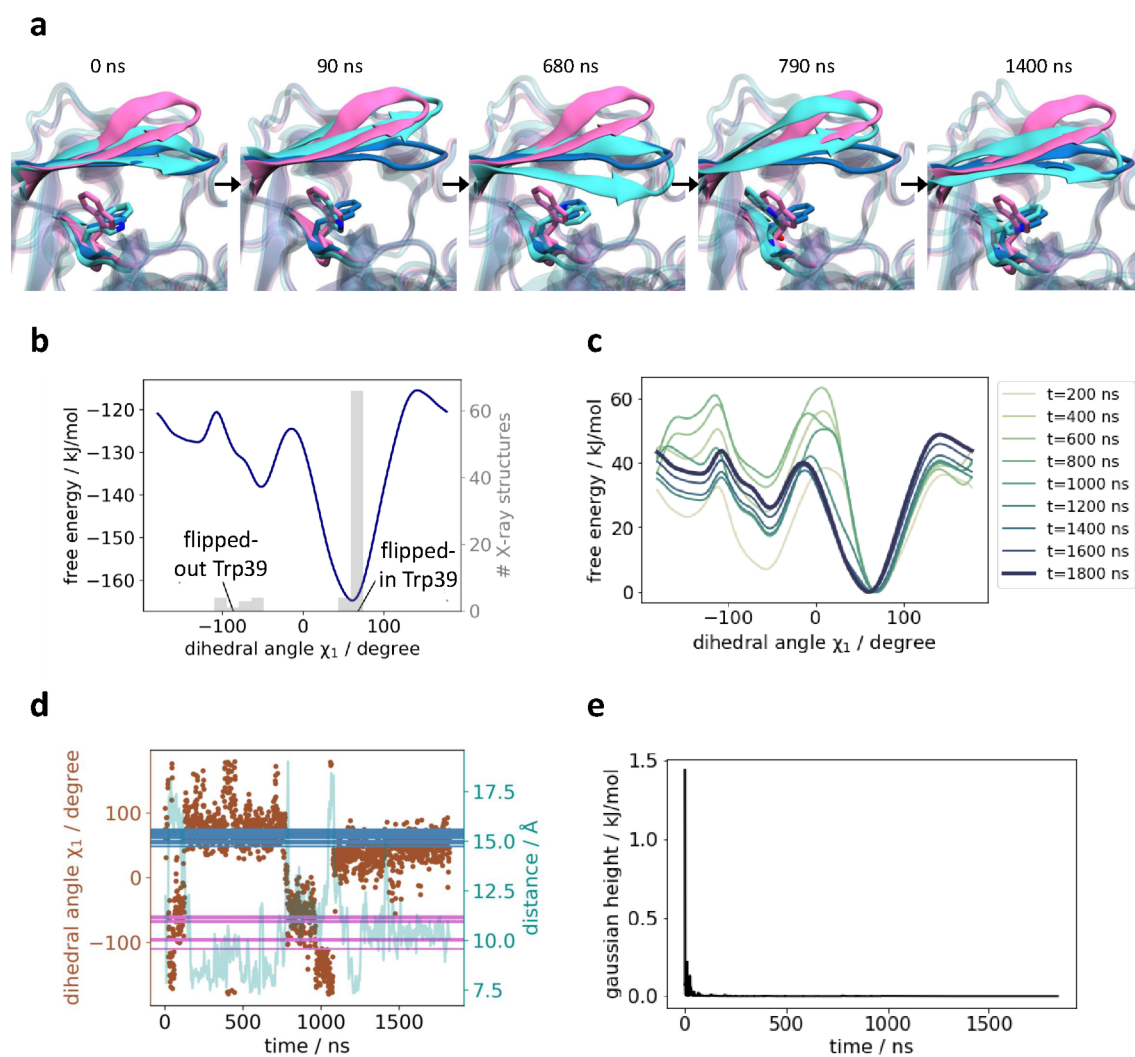 a
0 ns
90 ns
680 ns
790 ns
1400 ns
b
free energy / kJ/mol
−120
−130
−140
−150
−160
flipped-
out Trp39
flipped-
in Trp39
60
40
20
0
# X-ray structures
−100
0
100
dihedral angle χ1 / degree
c
free energy / kJ/mol
60
40
20
0
−100
0
100
dihedral angle χ1 / degree
t=200 ns
t=400 ns
t=600 ns
t=800 ns
t=1000 ns
t=1200 ns
t=1400 ns
t=1600 ns
t=1800 ns
d
dihedral angle χ1 / degree
100
0
−100
17.5
15.0
12.5
10.0
7.5
distance / Å
0
500
1000
1500
time / ns
e
gaussian height / kJ/mol
1.5
1.0
0.5
0.0
0
500
1000
1500
time / ns